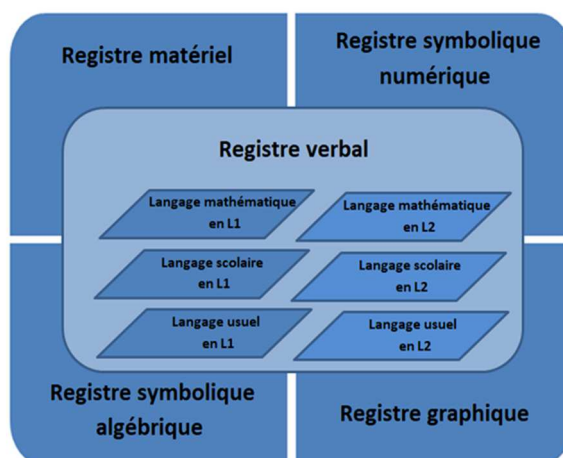 Registre matériel
Registre symbolique
numérique
Registre verbal
Langage mathématique
en L1
Langage mathématique
en L2
Langage scolaire
en L1
Langage scolaire
en L2
Langage usuel
en L1
Langage usuel
en L2
Registre symbolique
algébrique
Registre graphique